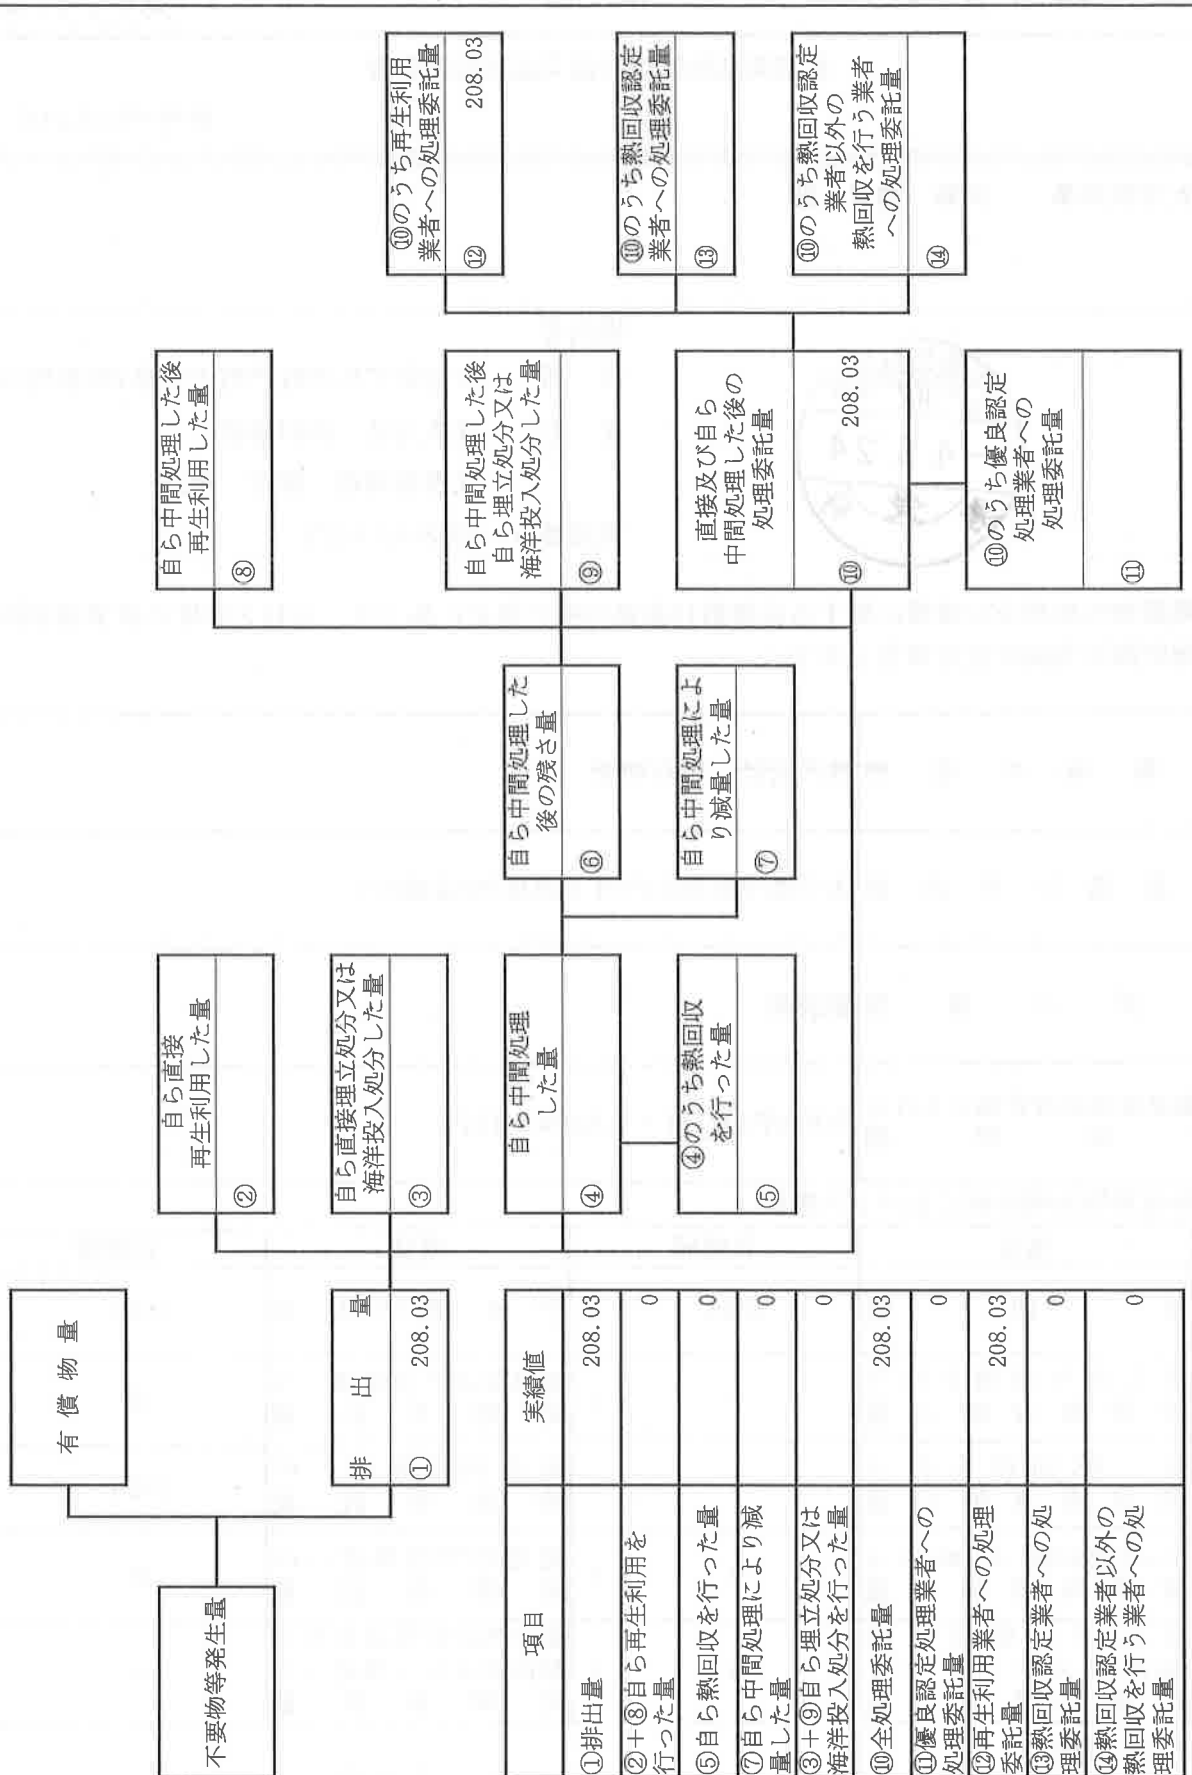 不要物等発生量
有償物量
排出量
① 208.03
自ら直接
再生利用した量
②
自ら直接埋立処分又は
海洋投入処分した量
③
自ら中間処理
した量
④
④のうち熱回収
を行った量
⑤
自ら中間処理した
後の残さ量
⑥
自ら中間処理によ
り減量した量
⑦
自ら中間処理した後
再生利用した量
⑧
自ら中間処理した後
自ら埋立処分又は
海洋投入処分した量
⑨
直接及び自ら
中間処理した後の
処理委託量
⑩ 208.03
⑩のうち優良認定
処理業者への
処理委託量
⑪
⑩のうち再生利用
業者への処理委託量
⑫ 208.03
⑩のうち熱回収認定
業者への処理委託量
⑬
⑩のうち熱回収認定
業者以外の
熱回収を行う業者
への処理委託量
⑭
項目 実績値
①排出量 208.03
②+⑧自ら再生利用を
行った量 0
⑤自ら熱回収を行った量 0
⑦自ら中間処理により減
量した量 0
③+⑨自ら埋立処分又は
海洋投入処分を行った量 0
⑩全処理委託量 208.03
⑪優良認定処理業者への
処理委託量 0
⑫再生利用業者への処理
委託量 208.03
⑬熱回収認定業者への処
理委託量 0
⑭熱回収認定業者以外の
熱回収を行う業者への処
理委託量 0